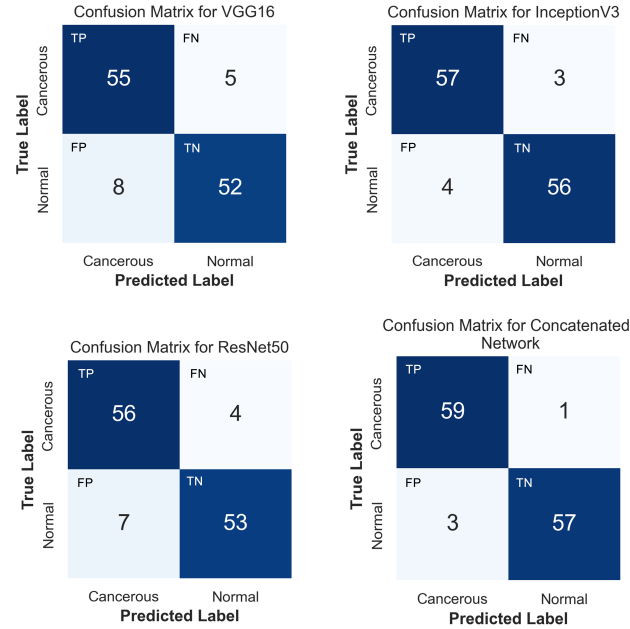 Confusion Matrix for VGG16
TP
FN
55
5
FP
TN
8
52
Cancerous
Normal
True Label
Cancerous
Normal
Predicted Label
Confusion Matrix for InceptionV3
TP
FN
57
3
FP
TN
4
56
Cancerous
Normal
True Label
Cancerous
Normal
Predicted Label
Confusion Matrix for ResNet50
TP
FN
56
4
FP
TN
7
53
Cancerous
Normal
True Label
Cancerous
Normal
Predicted Label
Confusion Matrix for Concatenated
Network
TP
FN
59
1
FP
TN
3
57
Cancerous
Normal
True Label
Cancerous
Normal
Predicted Label